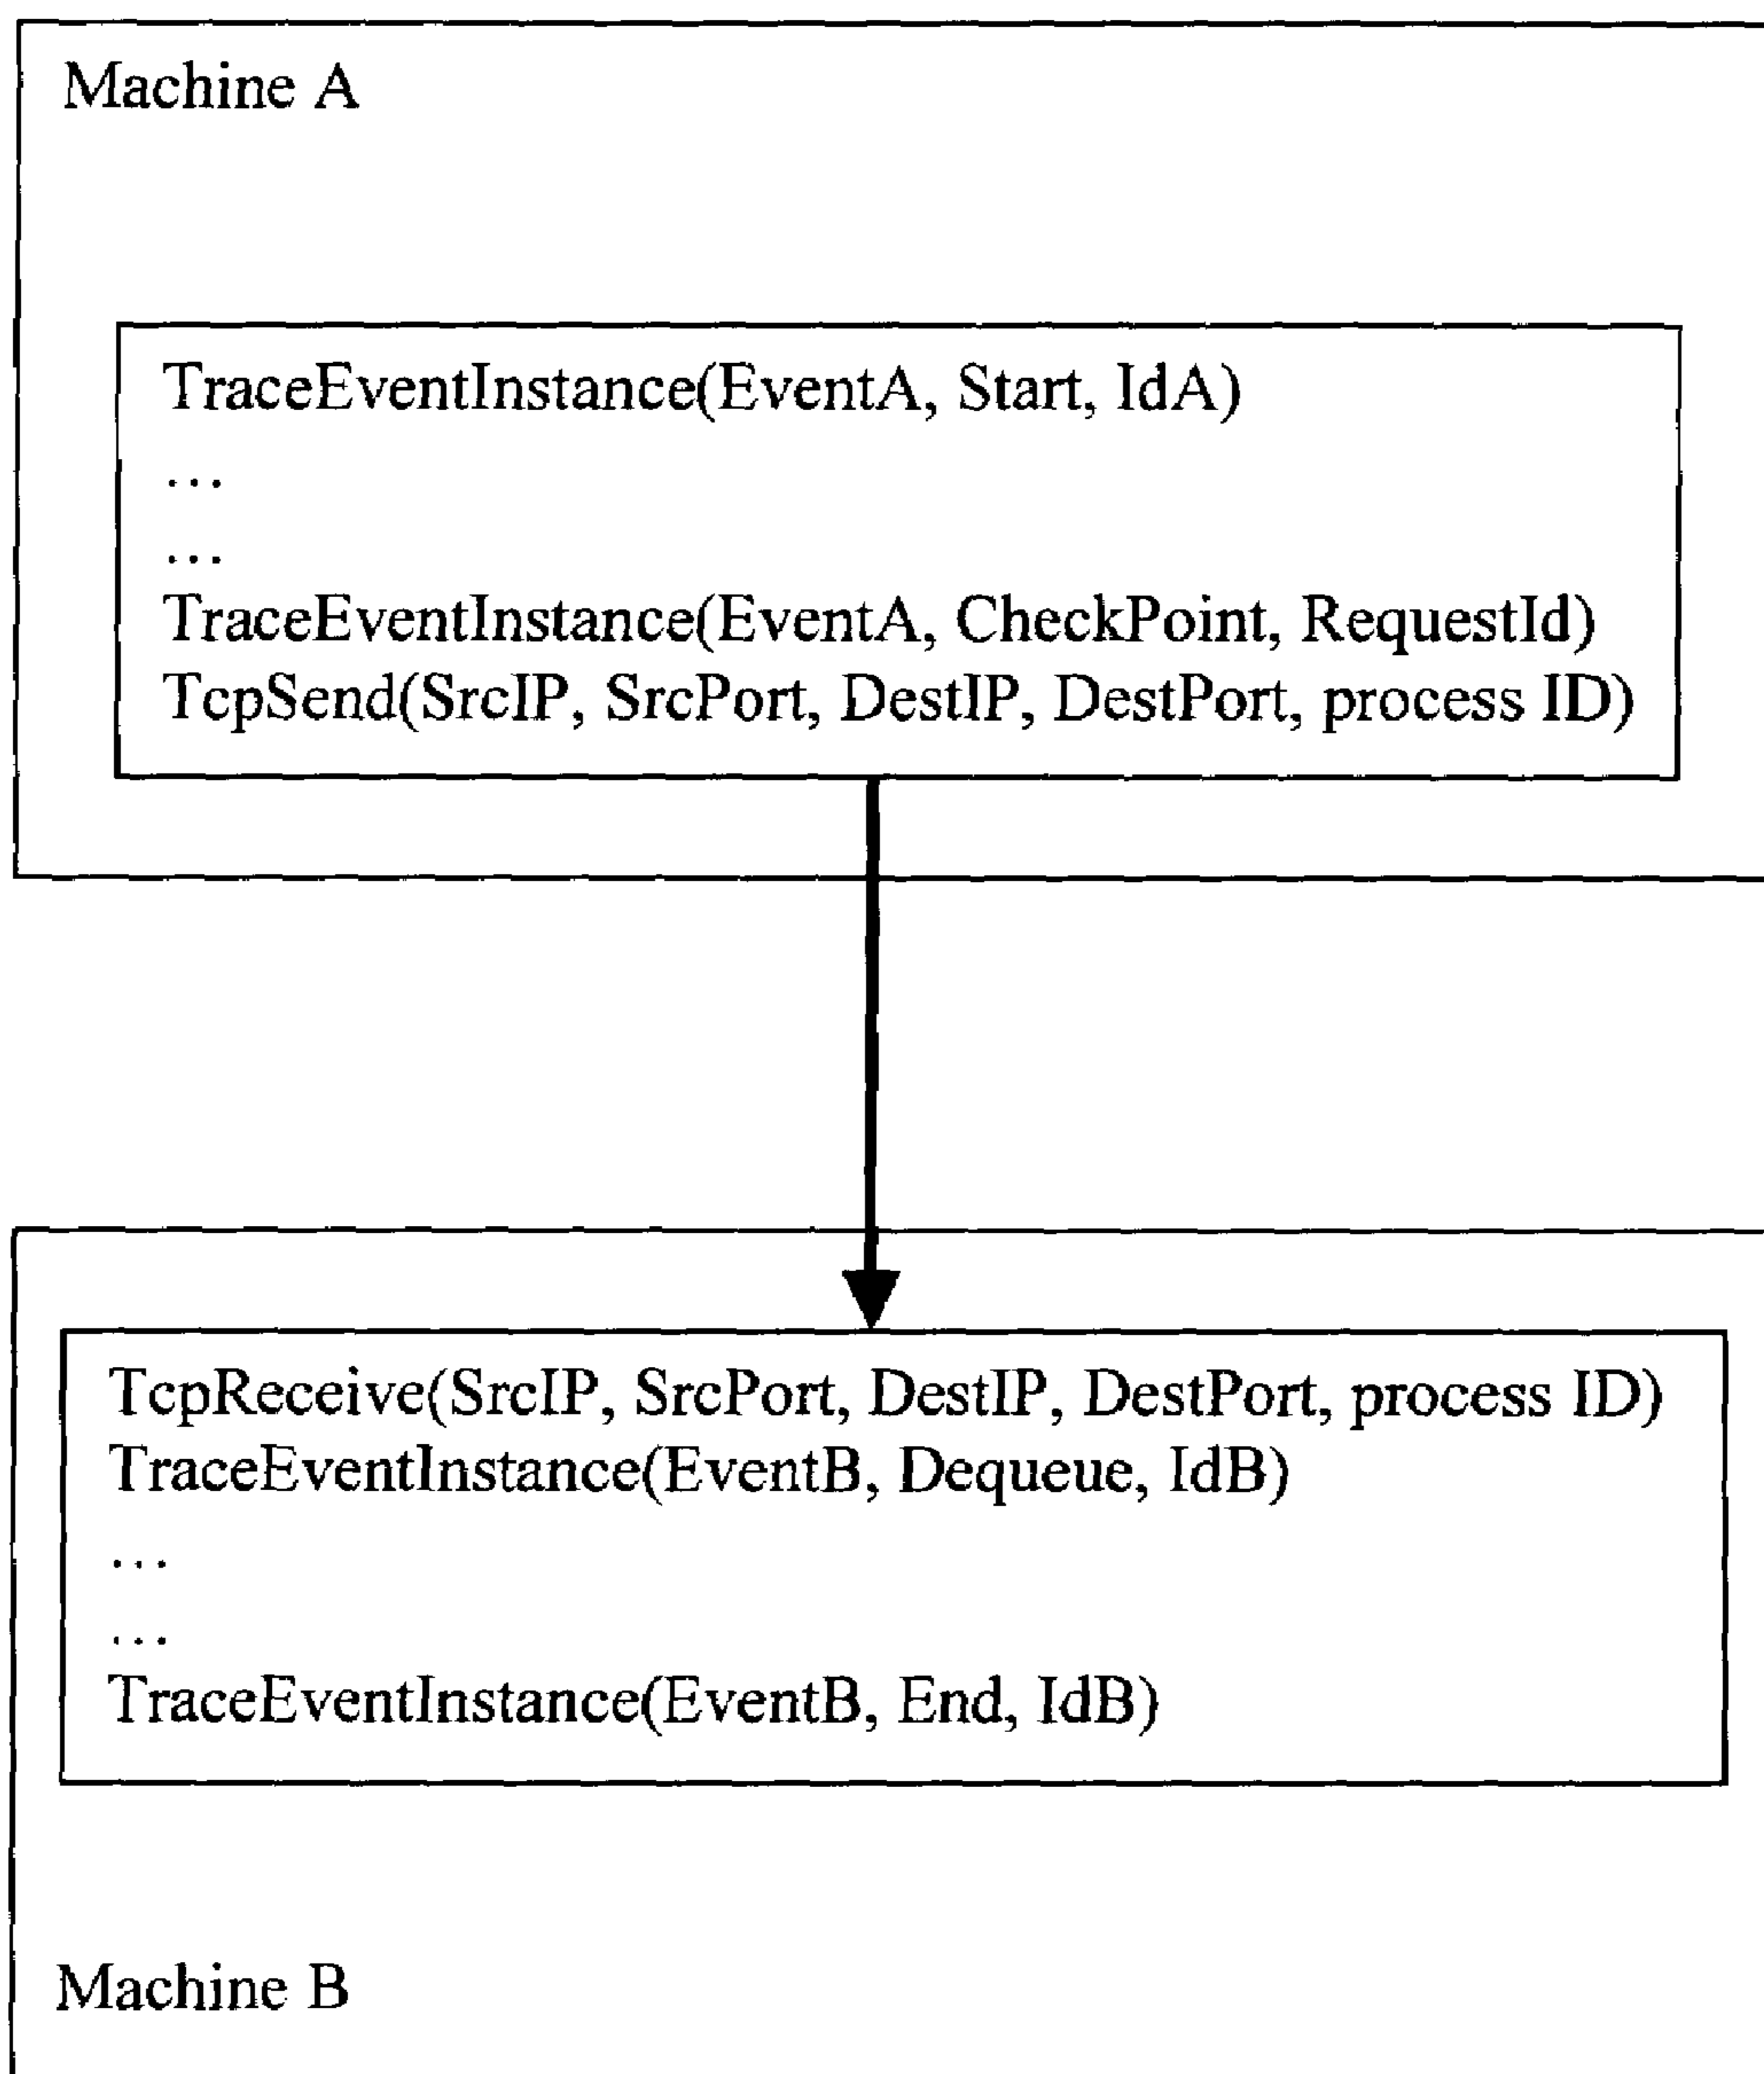 Machine A
TraceEventInstance(EventA, Start, IdA)
...
...
TraceEventInstance(EventA, CheckPoint, RequestId)
TcpSend(SrcIP, SrcPort, DestIP, DestPort, process ID)
TcpReceive(SrcIP, SrcPort, DestIP, DestPort, process ID)
TraceEventInstance(EventB, Dequeue, IdB)
...
...
TraceEventInstance(EventB, End, IdB)
Machine B